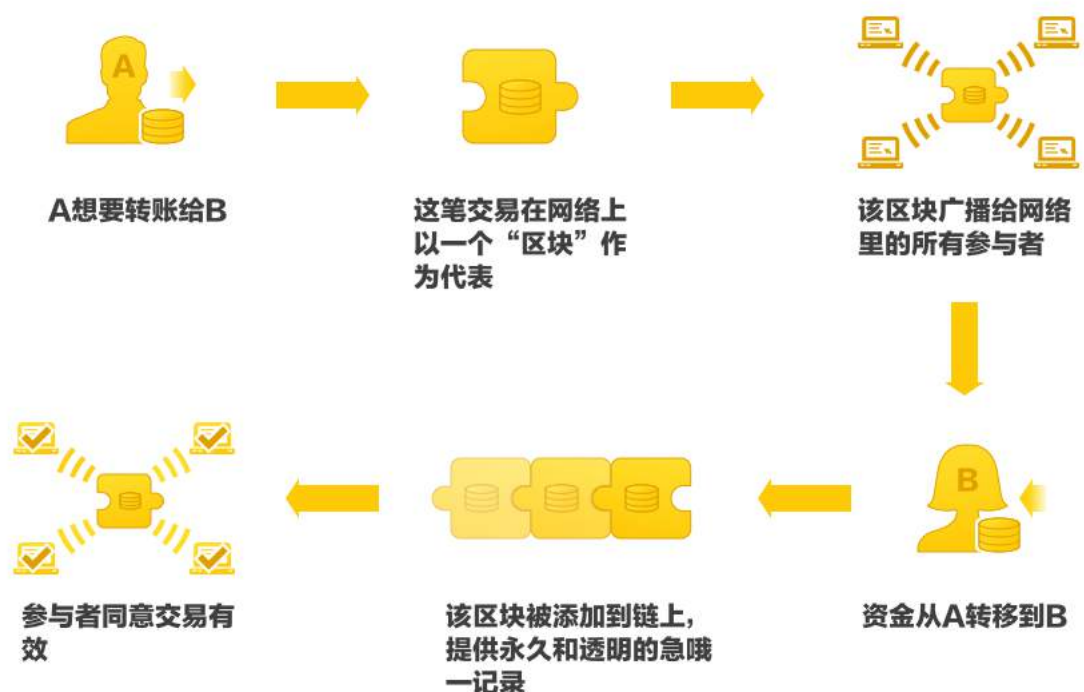 A
A想要转账给B
这笔交易在网络上
以一个“区块”作
为代表
该区块广播给网络
里的所有参与者
B
资金从A转移到B
该区块被添加到链上，
提供永久和透明的急哦
一记录
参与者同意交易有
效